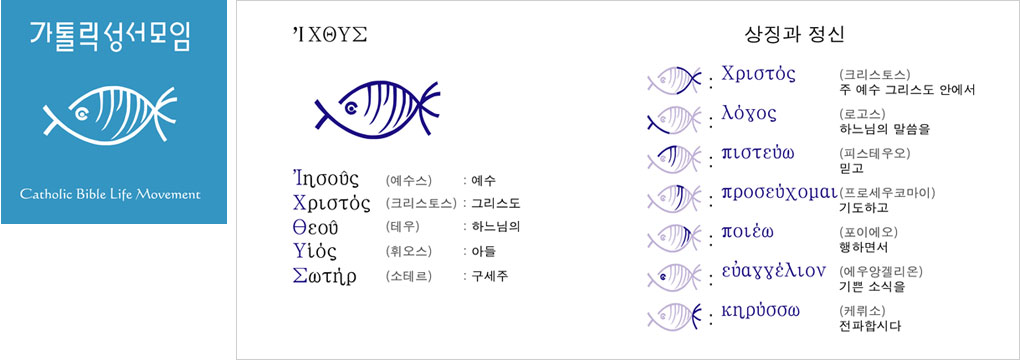 가톨릭성서모임
Catholic Bible Life Movement
ἸΧΘΥΣ
Ἰησοῦς (예수스) : 예수
Χριστός (크리스토스) : 그리스도
Θεοῦ (테우) : 하느님의
Υἱός (휘오스) : 아들
Σωτήρ (소테르) : 구세주
상징과 정신
: Χριστός (크리스토스)
주 예수 그리스도 안에서
: λόγος (로고스)
하느님의 말씀을
: πιστεύω (피스테우오)
믿고
: προσεύχομαι (프로세우코마이)
기도하고
: ποιέω (포이에오)
행하면서
: εὐαγγέλιον (에우앙겔리온)
기쁜 소식을
: κηρύσσω (케뤼소)
전파합시다